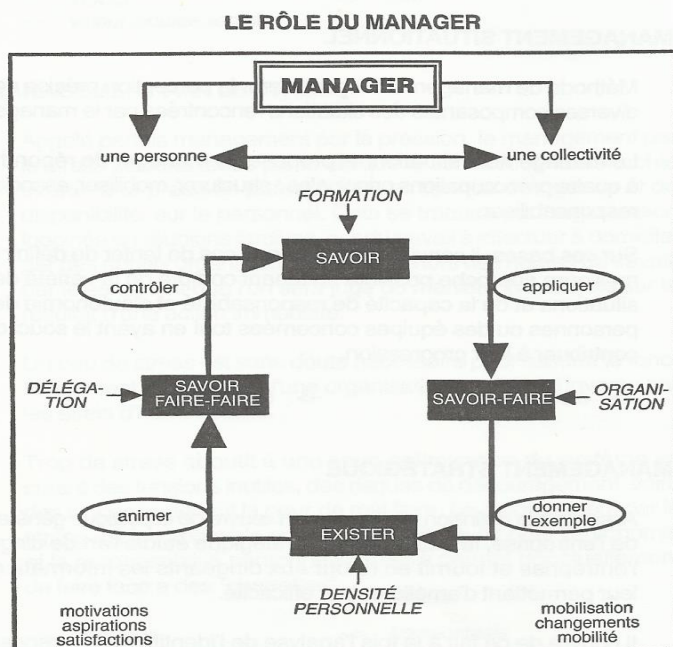 LE RÔLE DU MANAGER
MANAGER
une personne
une collectivité
FORMATION
SAVOIR
contrôler
appliquer
DÉLÉGA-
TION
SAVOIR
FAIRE-FAIRE
SAVOIR-FAIRE
ORGANI-
SATION
animer
donner
l'exemple
EXISTER
DENSITÉ
PERSONNELLE
motivations
aspirations
satisfactions
mobilisation
changements
mobilité